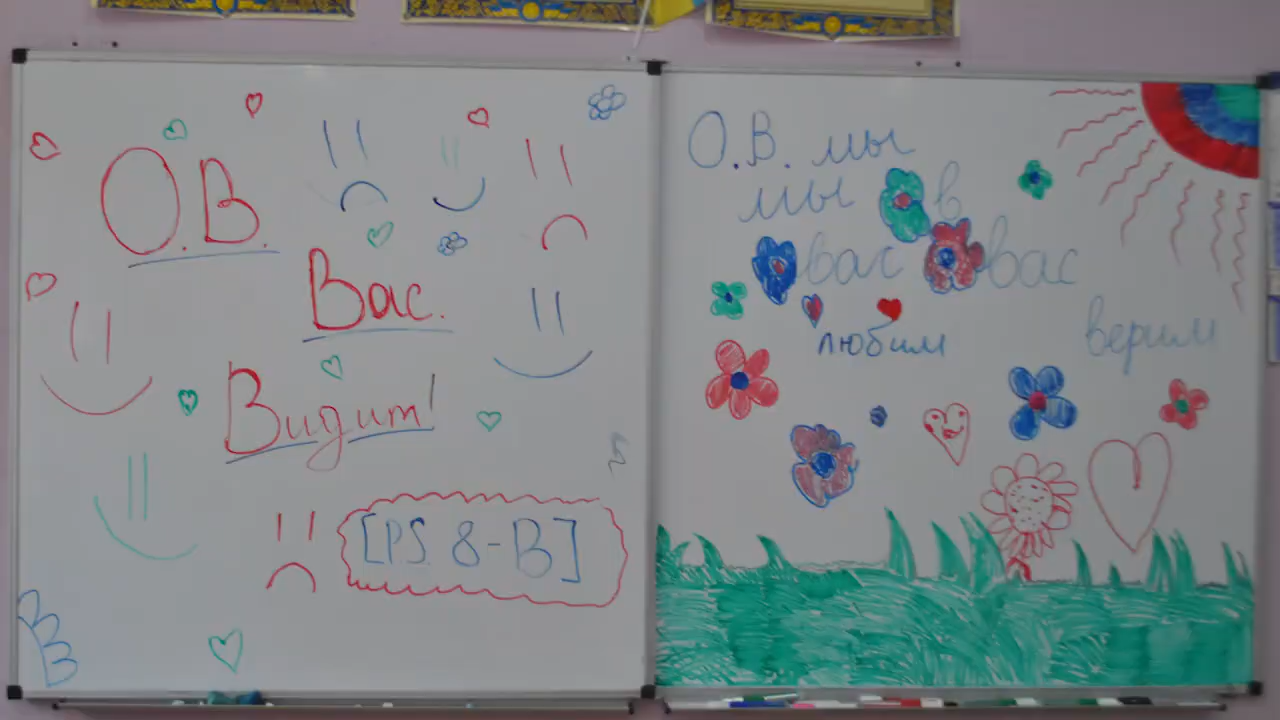 О.В.
Вас.
Видит!
[PS. 8-В]
О.В. мы
мы в
вас вас
любим верим